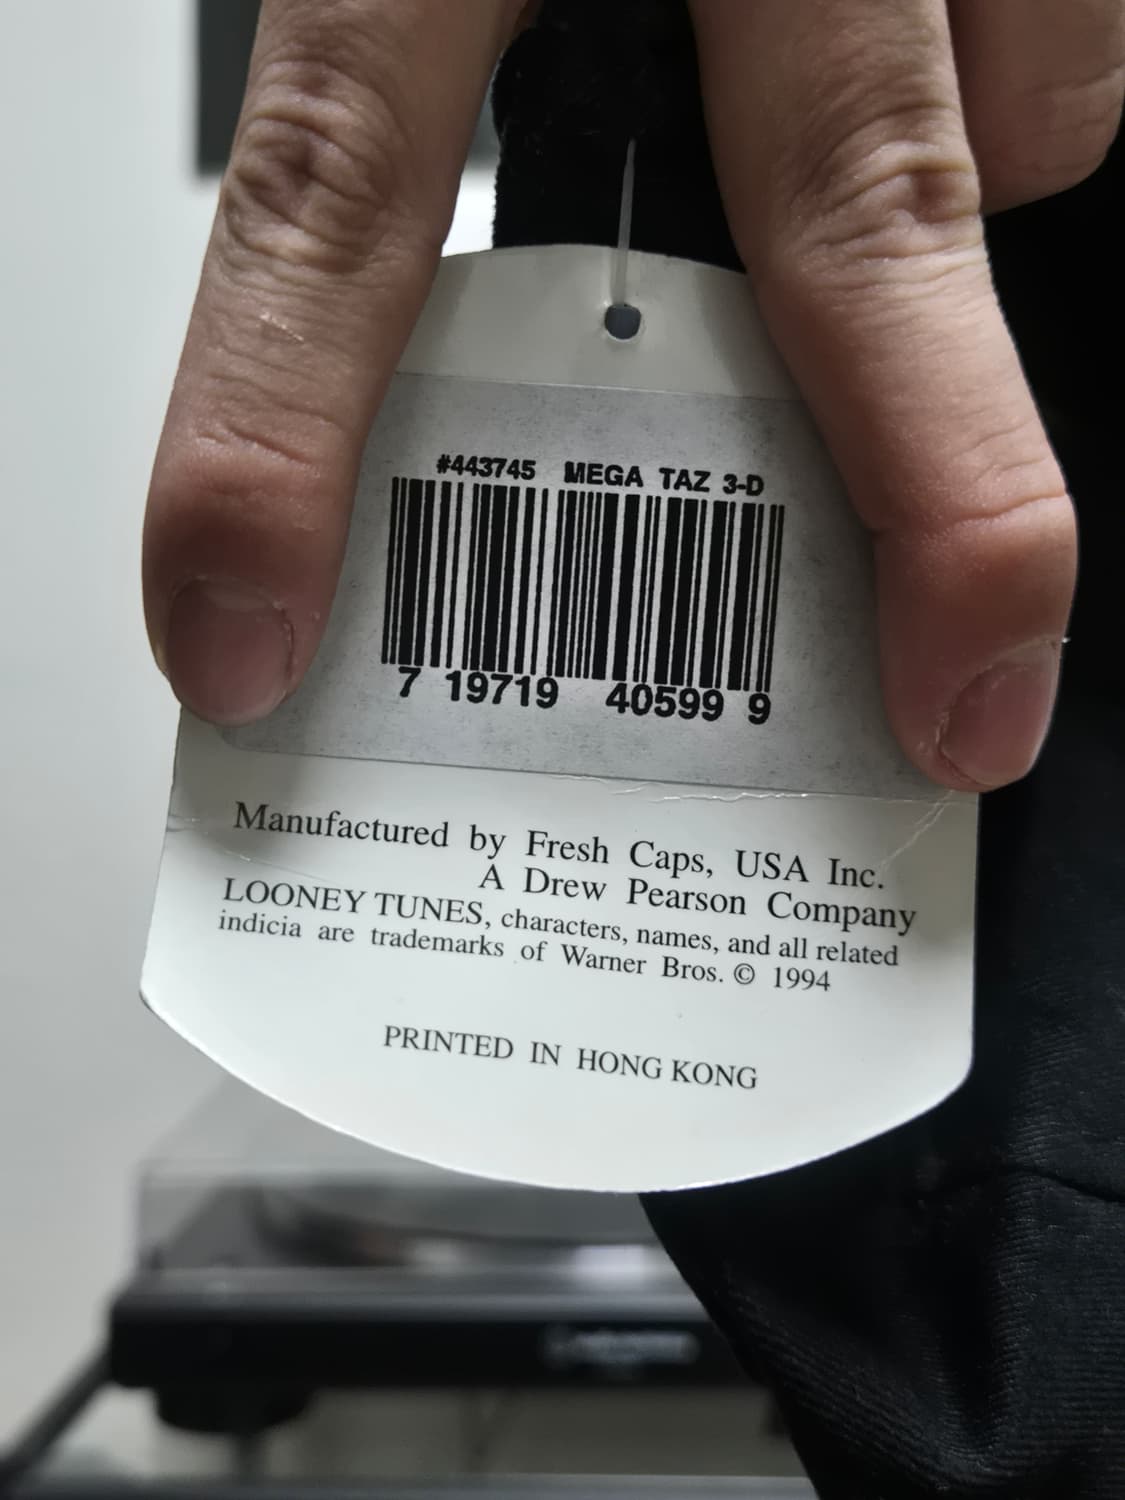 #443745 MEGA TAZ 3-D
7 19719 40599 9
Manufactured by Fresh Caps, USA Inc.
A Drew Pearson Company
LOONEY TUNES, characters, names, and all related
indicia are trademarks of Warner Bros. © 1994
PRINTED IN HONG KONG